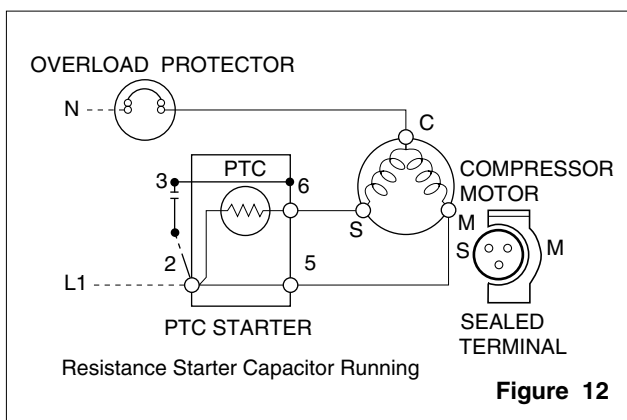 OVERLOAD PROTECTOR
N
C
PTC
3
6
COMPRESSOR
MOTOR
S
M
S
M
2
5
L1
PTC STARTER
SEALED
TERMINAL
Resistance Starter Capacitor Running
Figure 12